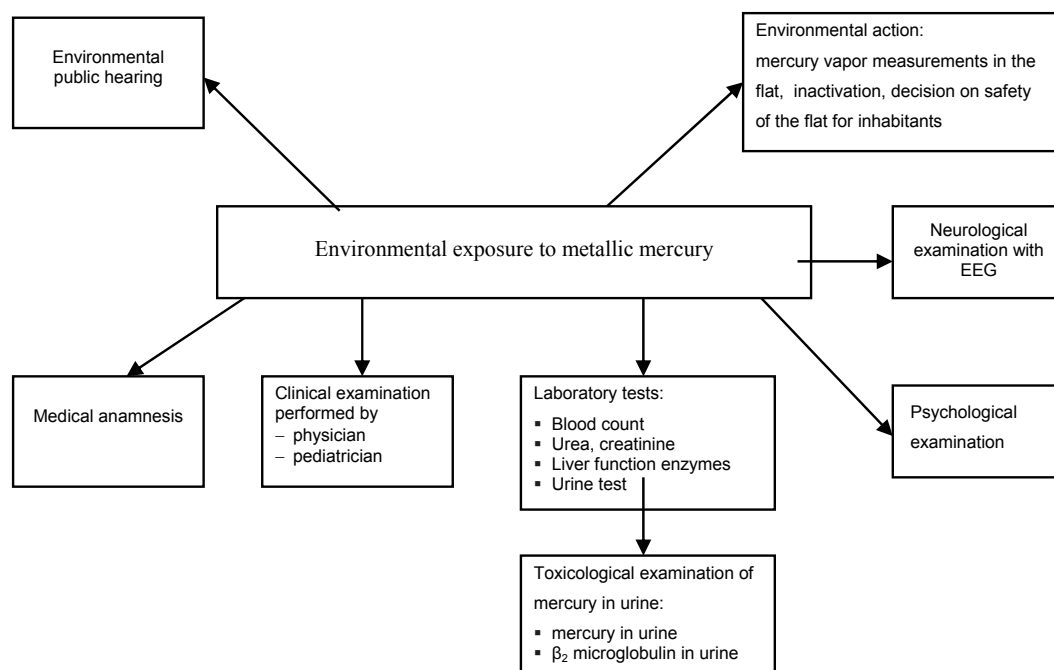 Environmental
public hearing
Environmental action:
mercury vapor measurements in the
flat, inactivation, decision on safety
of the flat for inhabitants
Environmental exposure to metallic mercury
Neurological
examination with
EEG
Medical anamnesis
Clinical examination
performed by
– physician
– pediatrician
Laboratory tests:
▪ Blood count
▪ Urea, creatinine
▪ Liver function enzymes
▪ Urine test
Psychological
examination
Toxicological examination of
mercury in urine:
▪ mercury in urine
▪ β₂ microglobulin in urine